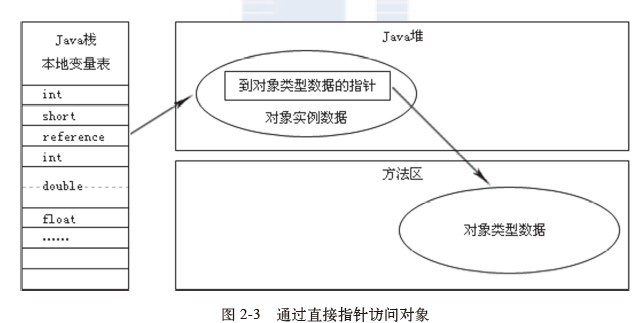 Java栈
本地变量表
int
short
reference
int
double
float
……
Java堆
到对象类型数据的指针
对象实例数据
方法区
对象类型数据
图 2-3 通过直接指针访问对象